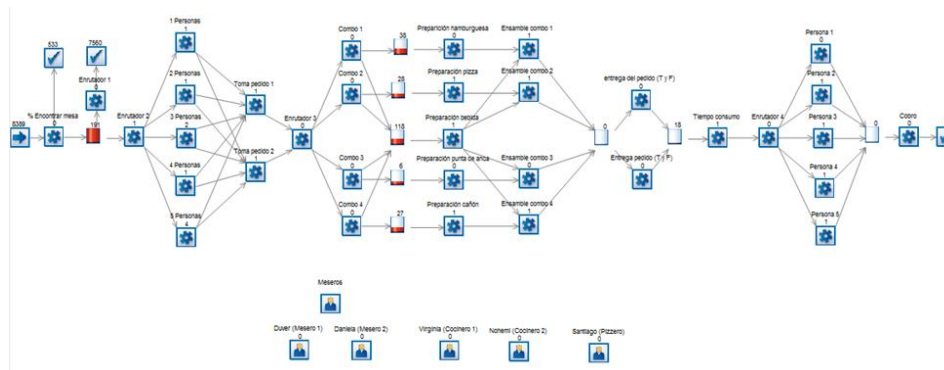 8389
% Encontrar mesa
0
533
7560
Enrutador 1
0
191
Enrutador 2
1
1 Personas
1
2 Personas
1
3 Personas
2
4 Personas
1
5 Personas
4
Toma pedido 1
1
Toma pedido 2
1
Enrutador 3
0
Combo 1
0
Combo 2
0
Combo 3
0
Combo 4
0
38
28
118
6
27
Preparición hamburguesa
0
Preparación pizza
1
Preparación bebida
Preparación punta de anca
0
Preparación cañón
1
Ensamble combo 1
1
Ensamble combo 2
1
Ensamble combo 3
0
Ensamble combo 4
1
0
entrega del pedido (T y F)
0
Entrega pedido (T y F)
0
18
Tiempo consumo
1
Enrutador 4
0
Persona 1
0
Persona 2
1
Persona 3
1
Persona 4
1
Persona 5
1
0
Cobro
0
Meseros
Duver (Mesero 1)
0
Daniela (Mesero 2)
0
Virginia (Cocinero 1)
0
Nohemí (Cocinero 2)
0
Santiago (Pizzero)
0